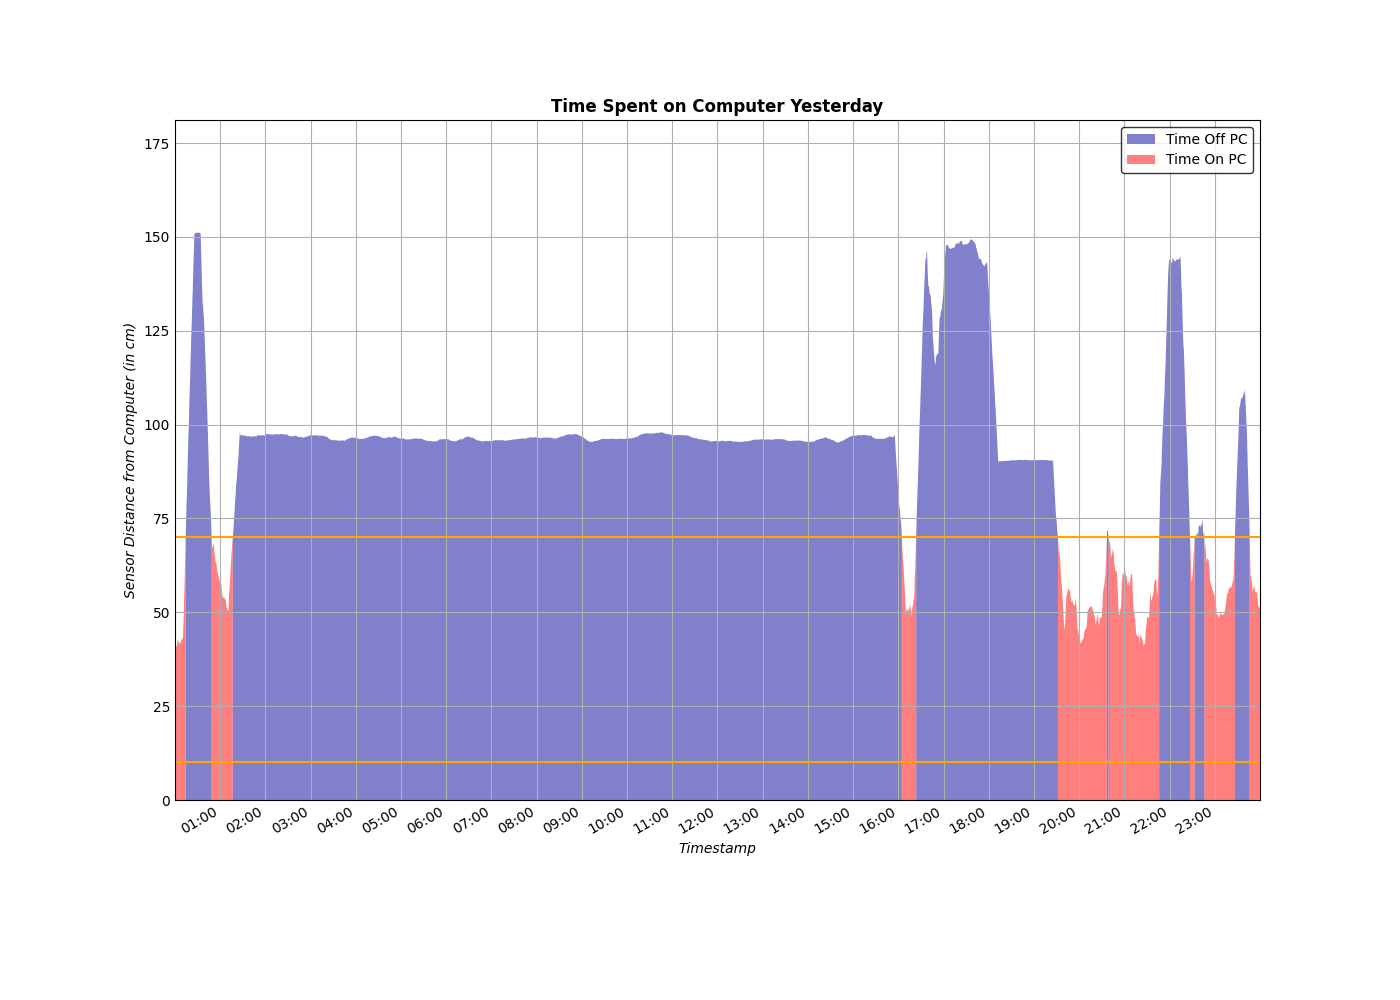 Time Spent on Computer Yesterday
Time Off PC
Time On PC
Sensor Distance from Computer (in cm)
175
150
125
100
75
50
25
0
01:00 02:00 03:00 04:00 05:00 06:00 07:00 08:00 09:00 10:00 11:00 12:00 13:00 14:00 15:00 16:00 17:00 18:00 19:00 20:00 21:00 22:00 23:00
Timestamp